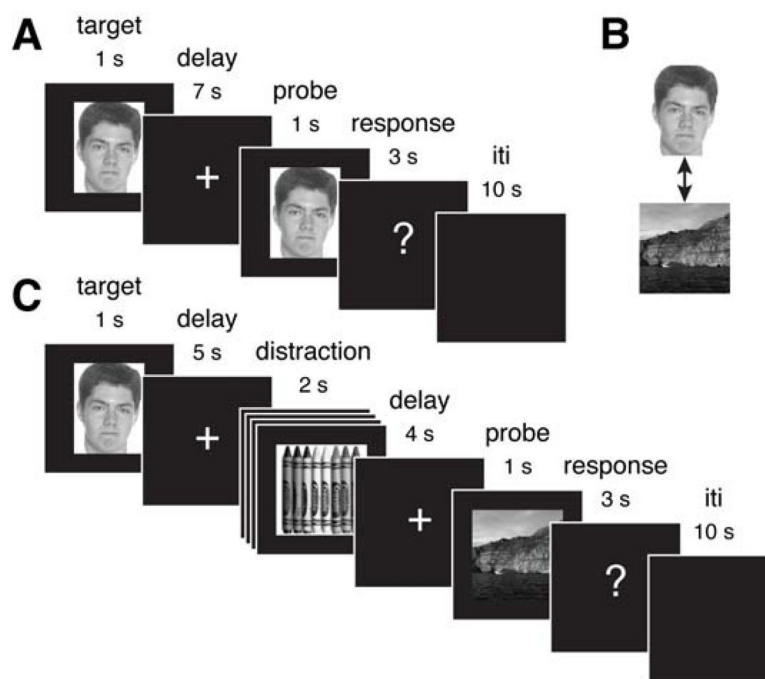 A
target
1 s
delay
7 s
probe
1 s
response
3 s
iti
10 s
+
?
B
C
target
1 s
delay
5 s
distraction
2 s
delay
4 s
probe
1 s
response
3 s
iti
10 s
+
+
?